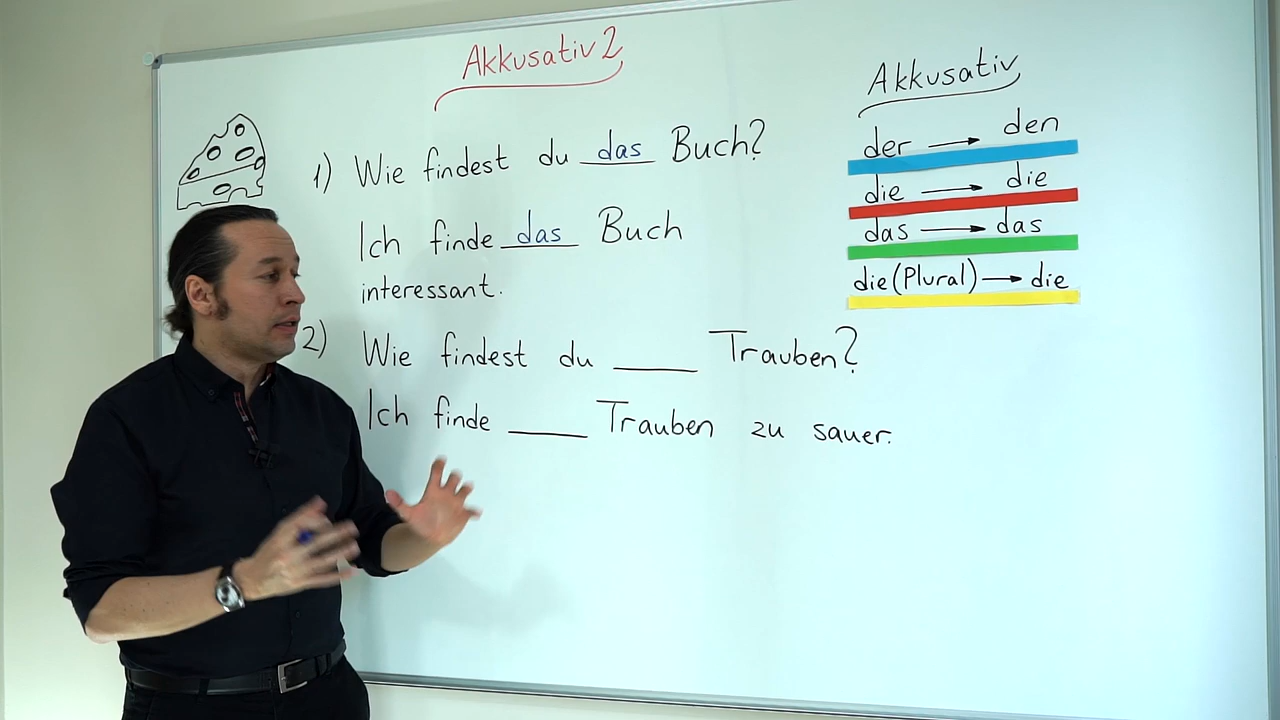 Akkusativ 2
1) Wie findest du das Buch?
Ich finde das Buch
interessant.
2) Wie findest du ____ Trauben?
Ich finde ____ Trauben zu sauer.
Akkusativ
der → den
die → die
das → das
die (Plural) → die